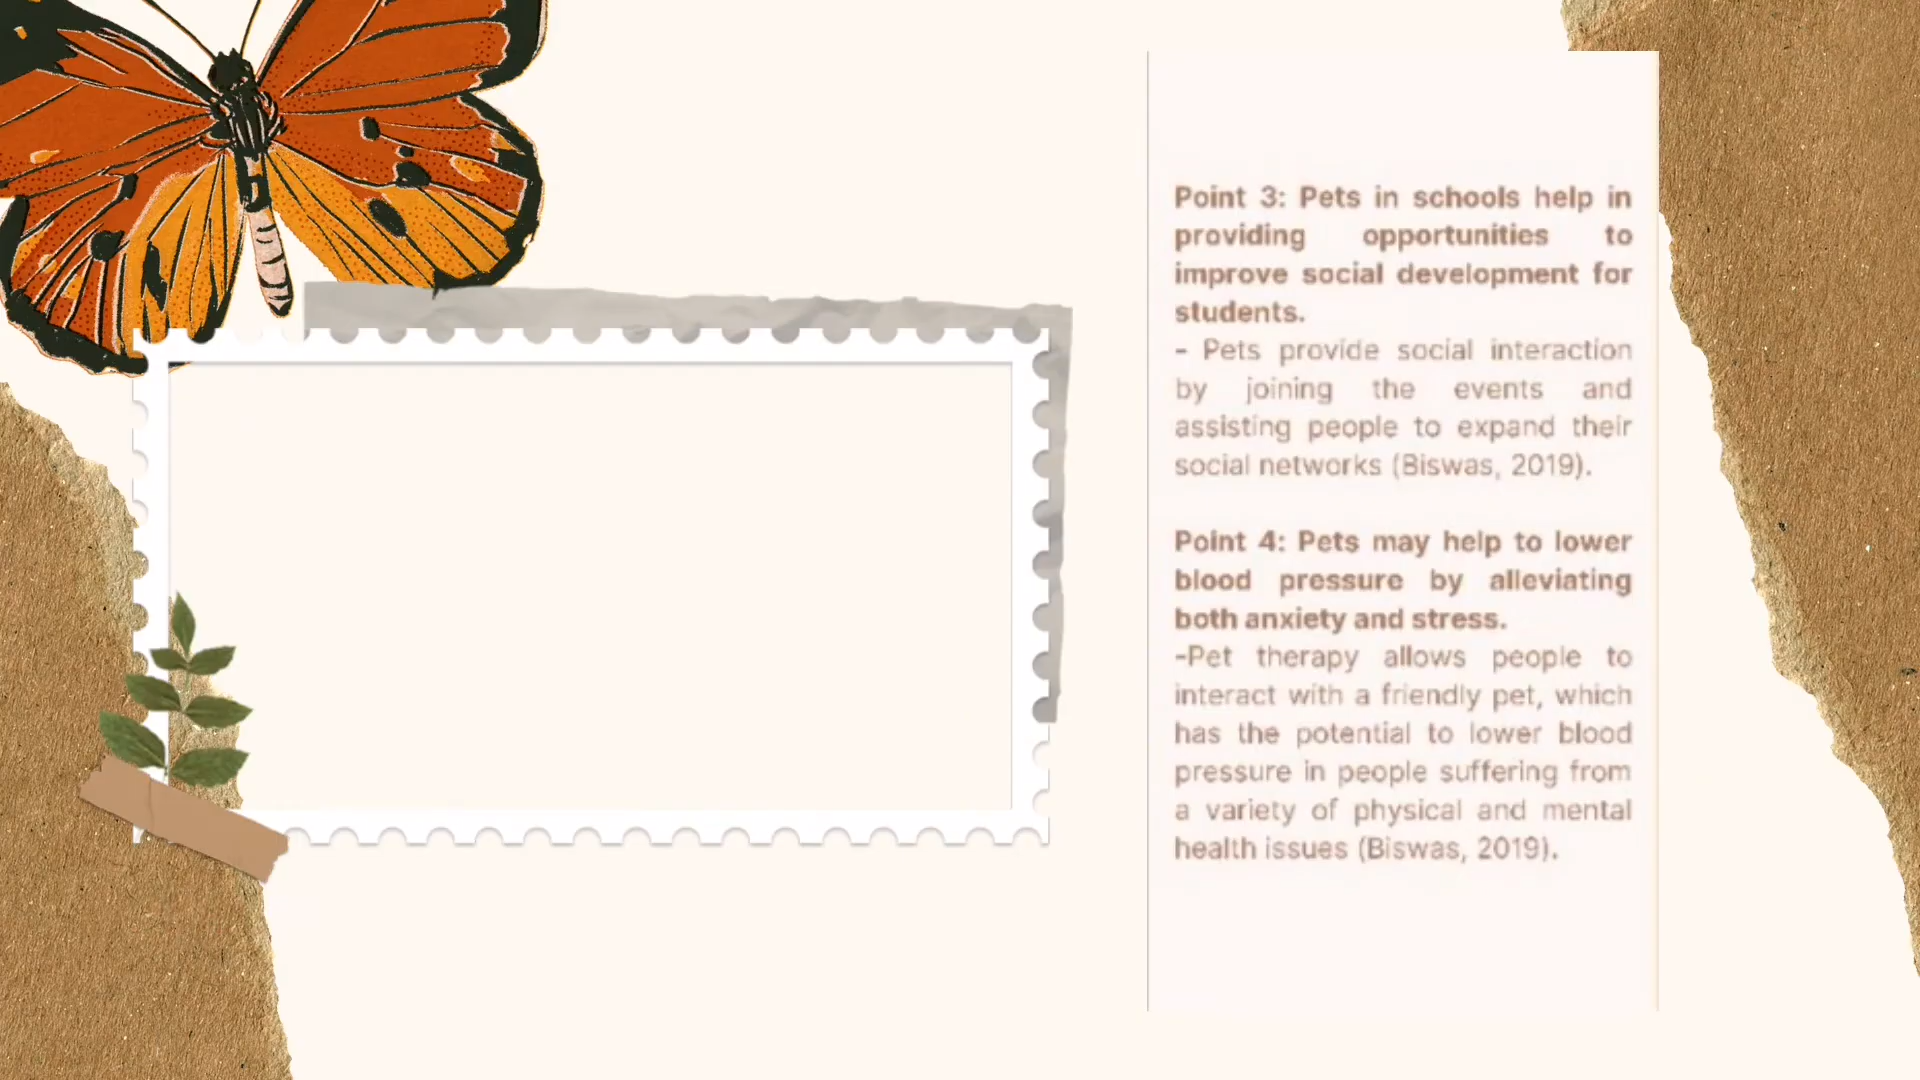 Point 3: Pets in schools help in
providing opportunities to
improve social development for
students.
- Pets provide social interaction
by joining the events and
assisting people to expand their
social networks (Biswas, 2019).
Point 4: Pets may help to lower
blood pressure by alleviating
both anxiety and stress.
-Pet therapy allows people to
interact with a friendly pet, which
has the potential to lower blood
pressure in people suffering from
a variety of physical and mental
health issues (Biswas, 2019).